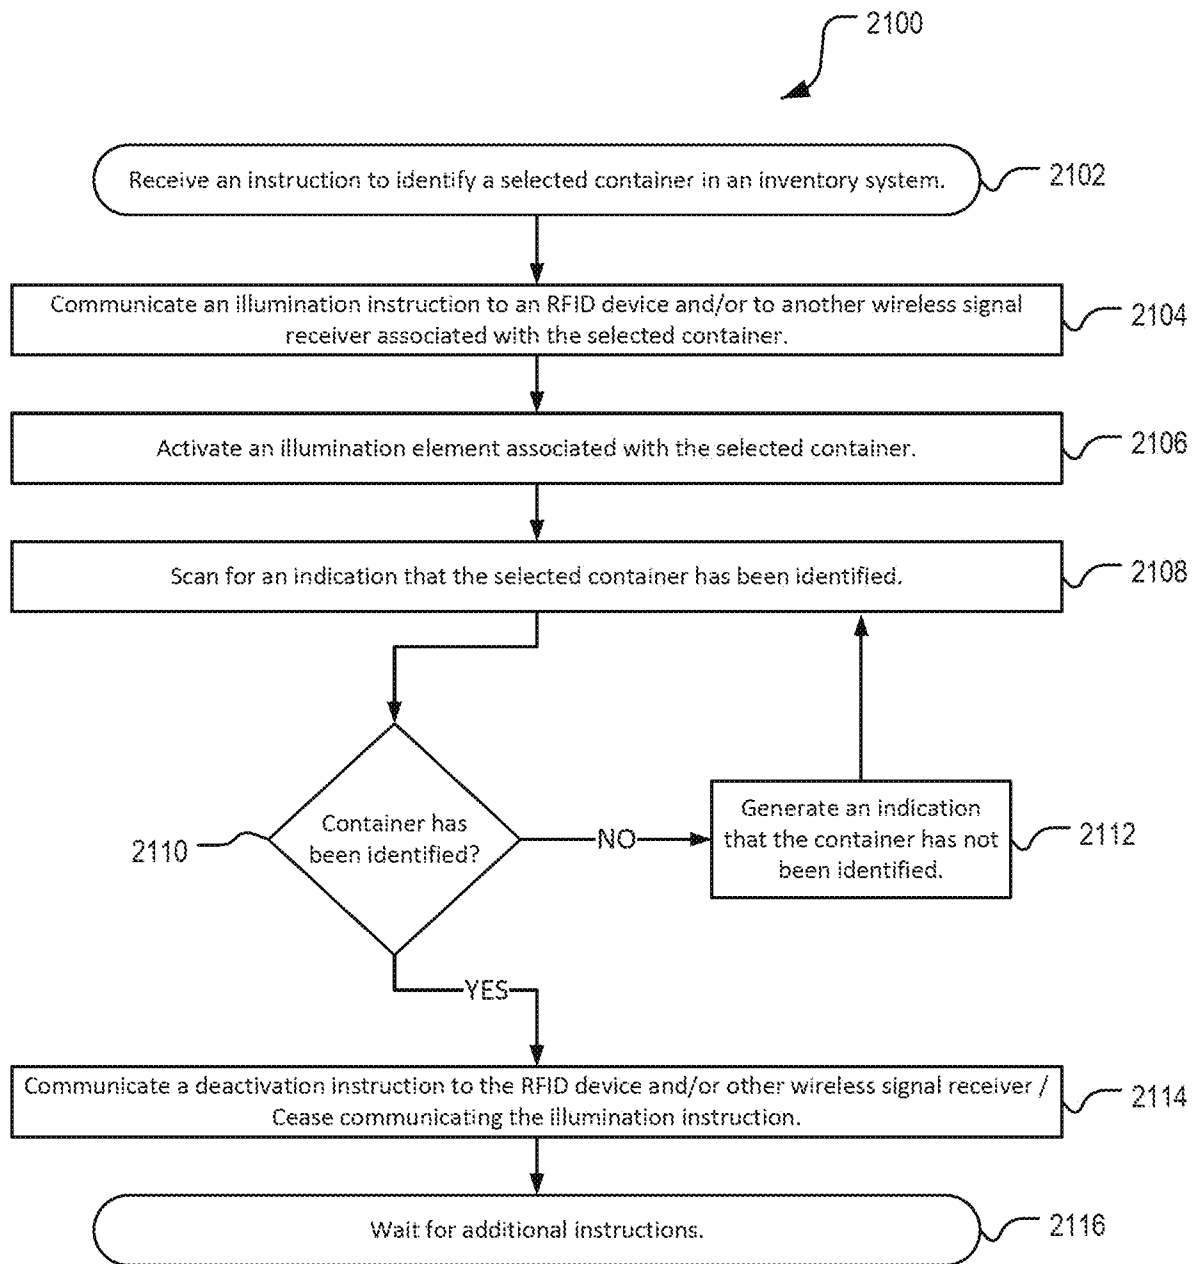 2100
Receive an instruction to identify a selected container in an inventory system.
2102
Communicate an illumination instruction to an RFID device and/or to another wireless signal
receiver associated with the selected container.
2104
Activate an illumination element associated with the selected container.
2106
Scan for an indication that the selected container has been identified.
2108
Container has
been identified?
2110
NO
Generate an indication
that the container has not
been identified.
2112
YES
Communicate a deactivation instruction to the RFID device and/or other wireless signal receiver /
Cease communicating the illumination instruction.
2114
Wait for additional instructions.
2116